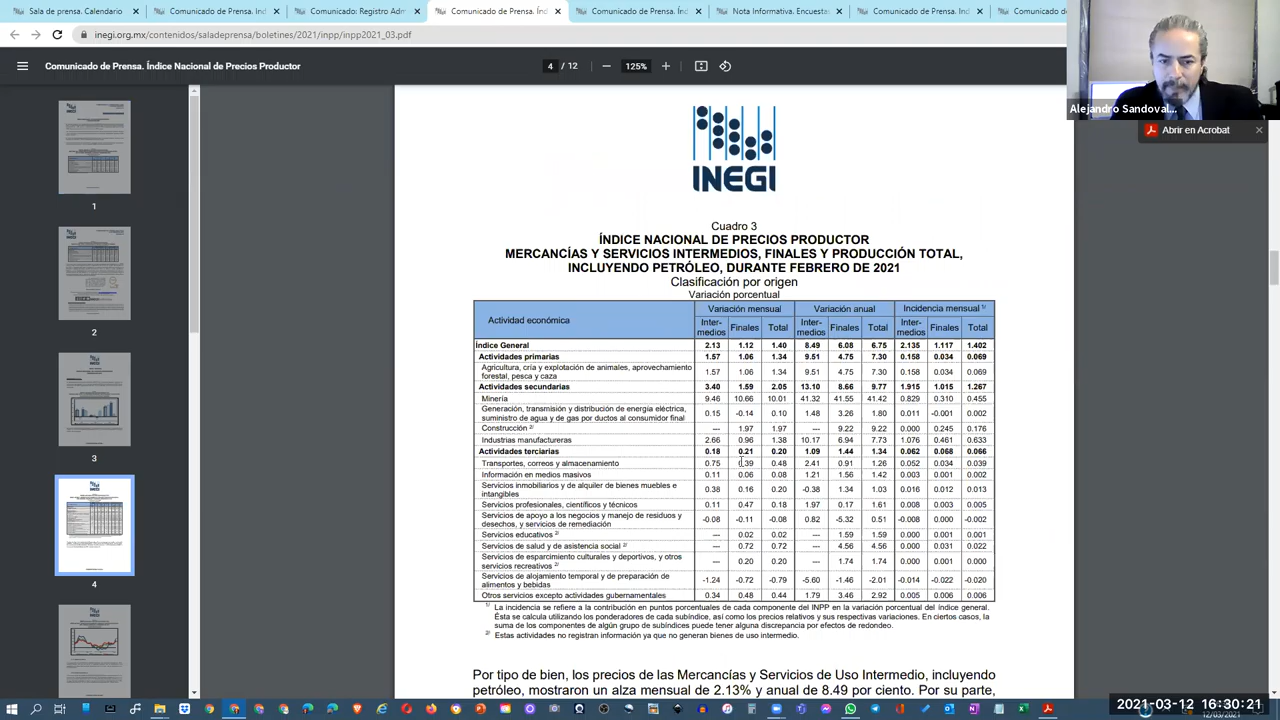 Sala de Prensa
Comunicado. Inc
Comunicado: Registro Adm
Comunicado de Prensa. Índ
Comunicado de Prensa. Índ
Nota Informativa. Encuesta
Comunicado de Prensa. Índ
Comunicado de
inegi.org.mx/contenidos/saladeprensa/boletines/2021/inpp/inpp2021_03.pdf
Comunicado de Prensa. Índice Nacional de Precios Productor
4 / 12
125%
Alejandro Sandoval...
Abrir en Acrobat
1
2
3
4
INEGI
Cuadro 3
ÍNDICE NACIONAL DE PRECIOS PRODUCTOR
MERCANCÍAS Y SERVICIOS INTERMEDIOS, FINALES Y PRODUCCIÓN TOTAL,
INCLUYENDO PETRÓLEO, DURANTE FEBRERO DE 2021
Clasificación por origen
Variación porcentual
Actividad económica Variación mensual Variación anual Incidencia mensual 1/
Inter-medios Finales Total Inter-medios Finales Total Inter-medios Finales Total
Índice General 2.13 1.12 1.40 8.49 6.08 6.75 2.135 1.117 1.402
Actividades primarias 1.57 1.06 1.34 9.51 4.75 7.30 0.158 0.034 0.069
Agricultura, cría y explotación de animales, aprovechamiento
forestal, pesca y caza 1.57 1.06 1.34 9.51 4.75 7.30 0.158 0.034 0.069
Actividades secundarias 3.40 1.59 2.05 13.10 8.66 9.77 1.915 1.015 1.267
Minería 9.46 10.66 10.01 41.32 41.55 41.42 0.829 0.310 0.455
Generación, transmisión y distribución de energía eléctrica,
suministro de agua y de gas por ductos al consumidor final 0.15 -0.14 0.10 1.48 3.26 1.80 0.011 -0.001 0.002
Construcción 2/ --- 1.97 1.97 --- 9.22 9.22 0.000 0.245 0.176
Industrias manufactureras 2.66 0.96 1.38 10.17 6.94 7.73 1.076 0.461 0.633
Actividades terciarias 0.18 0.21 0.20 1.09 1.44 1.34 0.062 0.068 0.066
Transportes, correos y almacenamiento 0.75 0.39 0.48 2.41 0.91 1.26 0.052 0.034 0.039
Información en medios masivos 0.11 0.06 0.08 1.21 1.56 1.42 0.003 0.001 0.002
Servicios inmobiliarios y de alquiler de bienes muebles e
intangibles 0.38 0.16 0.20 -0.38 1.34 1.03 0.016 0.012 0.013
Servicios profesionales, científicos y técnicos 0.11 0.47 0.18 1.97 0.17 1.61 0.008 0.003 0.005
Servicios de apoyo a los negocios y manejo de residuos y
desechos, y servicios de remediación -0.08 -0.11 -0.08 0.82 -5.32 0.51 -0.008 0.000 -0.002
Servicios educativos 2/ --- 0.02 0.02 --- 1.59 1.59 0.000 0.001 0.001
Servicios de salud y de asistencia social 2/ --- 0.72 0.72 --- 4.56 4.56 0.000 0.031 0.022
Servicios de esparcimiento culturales y deportivos, y otros
servicios recreativos 2/ --- 0.20 0.20 --- 1.74 1.74 0.000 0.001 0.000
Servicios de alojamiento temporal y de preparación de
alimentos y bebidas -1.24 -0.72 -0.79 -5.60 -1.46 -2.01 -0.014 -0.022 -0.020
Otros servicios excepto actividades gubernamentales 0.34 0.48 0.44 1.79 3.46 2.92 0.005 0.006 0.006
1/ La incidencia se refiere a la contribución en puntos porcentuales de cada componente del INPP en la variación porcentual del índice general.
Ésta se calcula utilizando los ponderadores de cada subíndice, así como los precios relativos y sus respectivas variaciones. En ciertos casos, la
suma de los componentes de algún grupo de subíndices puede tener alguna discrepancia por efectos de redondeo.
2/ Estas actividades no registran información ya que no generan bienes de uso intermedio.
Por tipo de bien, los precios de las Mercancías y Servicios de Uso Intermedio, incluyendo
petróleo, mostraron un alza mensual de 2.13% y anual de 8.49 por ciento. Por su parte,
2021-03-12 16:30:21
12/03/2021